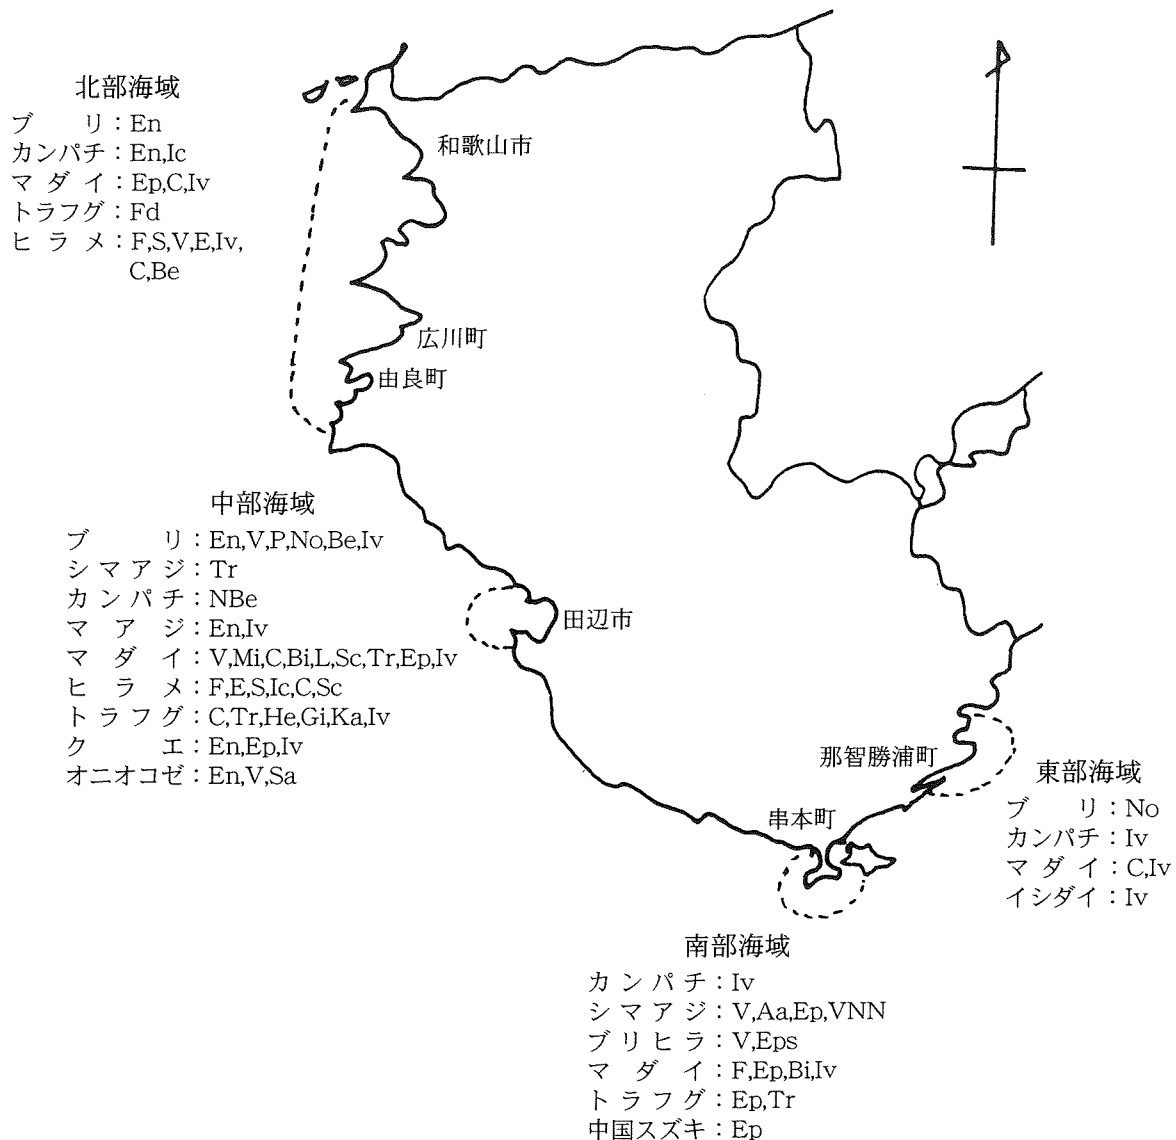 北部海域
ブリ：En
カンパチ：En,Ic
マダイ：Ep,C,Iv
トラフグ：Fd
ヒラメ：F,S,V,E,Iv,
C,Be
和歌山市
広川町
由良町
中部海域
ブリ：En,V,P,No,Be,Iv
シマアジ：Tr
カンパチ：NBe
マアジ：En,Iv
マダイ：V,Mi,C,Bi,L,Sc,Tr,Ep,Iv
ヒラメ：F,E,S,Ic,C,Sc
トラフグ：C,Tr,He,Gi,Ka,Iv
クエ：En,Ep,Iv
オニオコゼ：En,V,Sa
田辺市
那智勝浦町
串本町
東部海域
ブリ：No
カンパチ：Iv
マダイ：C,Iv
イシダイ：Iv
南部海域
カンパチ：Iv
シマアジ：V,Aa,Ep,VNN
ブリヒラ：V,Eps
マダイ：F,Ep,Bi,Iv
トラフグ：Ep,Tr
中国スズキ：Ep